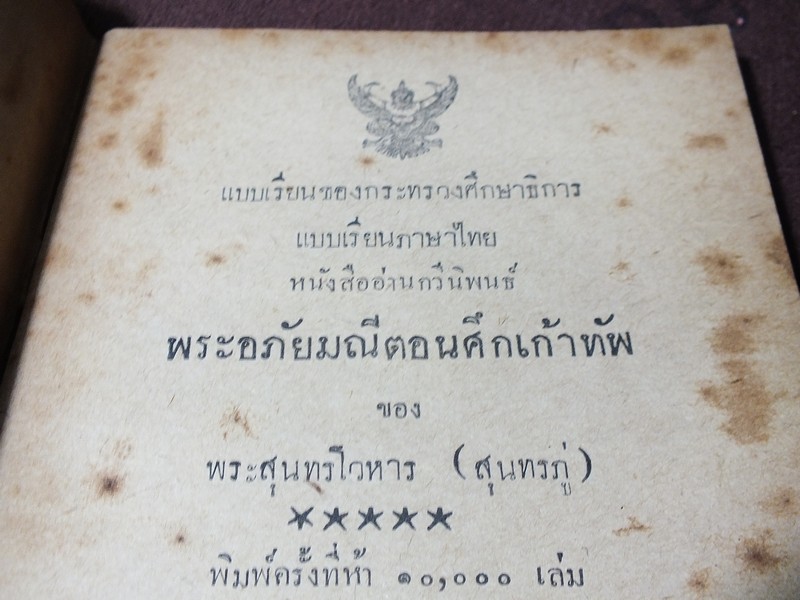 แบบเรียนของกระทรวงศึกษาธิการ
แบบเรียนภาษาไทย
หนังสืออ่านกวีนิพนธ์
พระอภัยมณีตอนศึกเก้าทัพ
ของ
พระสุนทรโวหาร (สุนทรภู่)
★★★★★
พิมพ์ครั้งที่ห้า ๑๐,๐๐๐ เล่ม